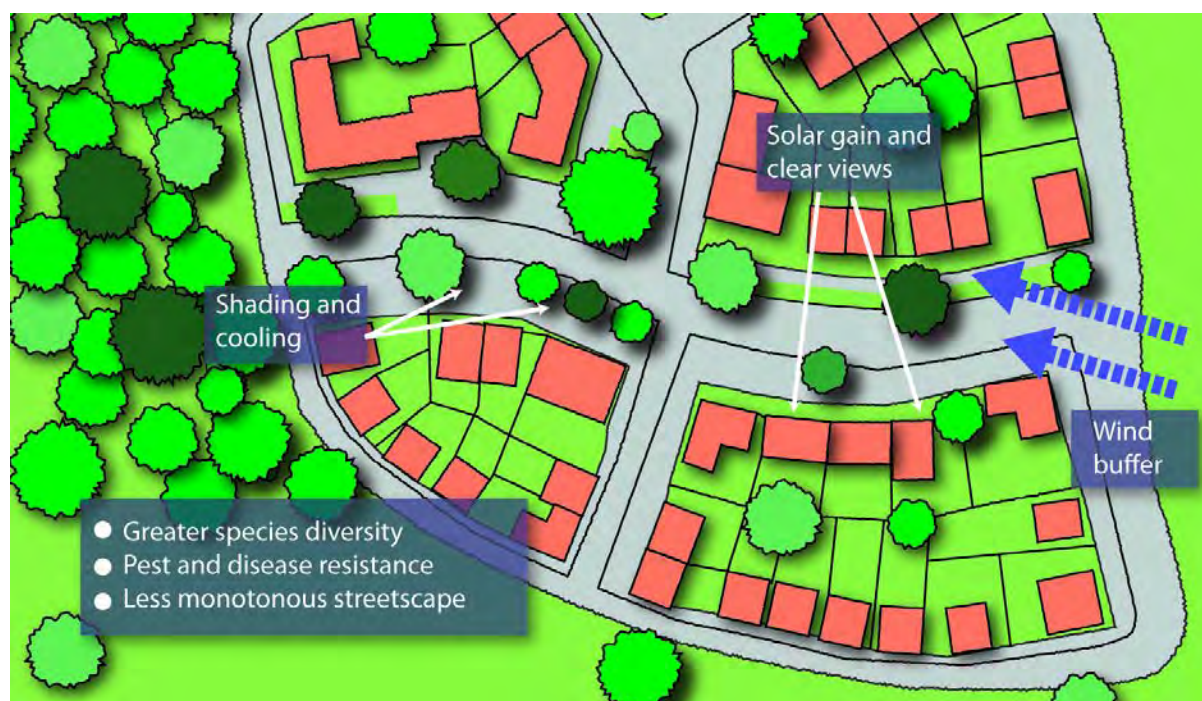 Solar gain and
clear views
Shading and
cooling
Wind
buffer
Greater species diversity
Pest and disease resistance
Less monotonous streetscape